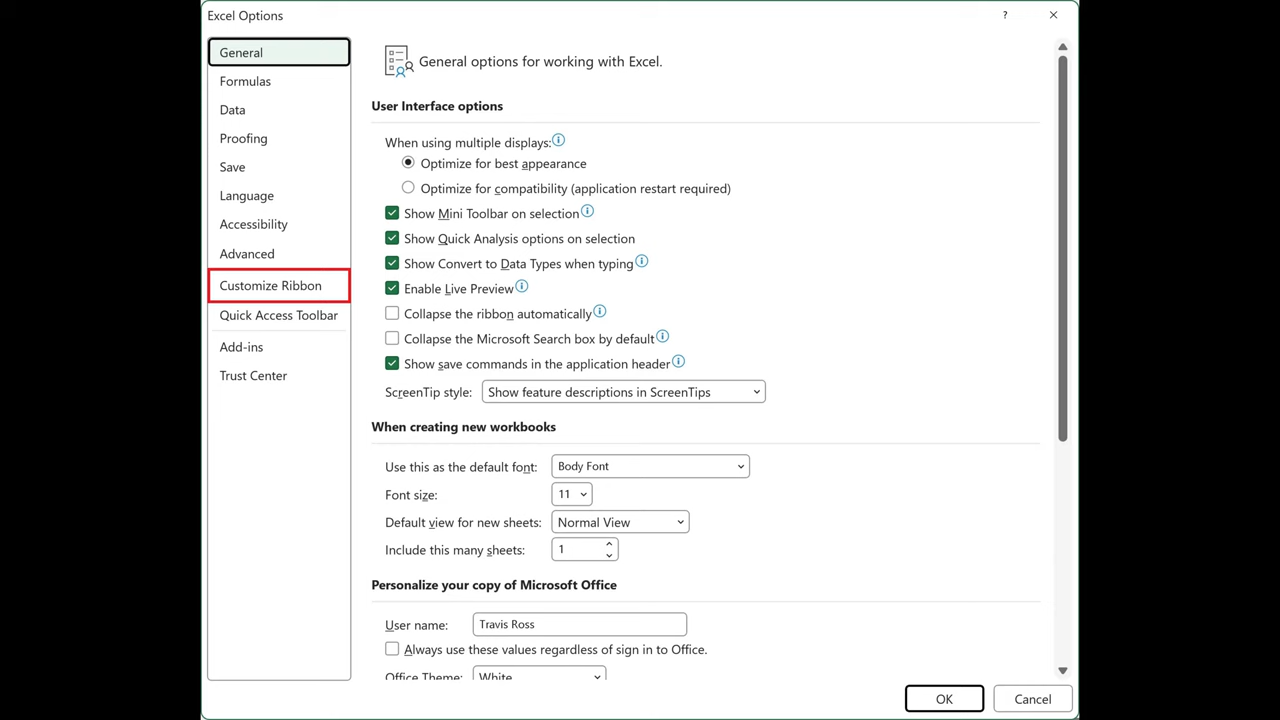 Excel Options
?
General
Formulas
Data
Proofing
Save
Language
Accessibility
Advanced
Customize Ribbon
Quick Access Toolbar
Add-ins
Trust Center
General options for working with Excel.
User Interface options
When using multiple displays:
Optimize for best appearance
Optimize for compatibility (application restart required)
Show Mini Toolbar on selection
Show Quick Analysis options on selection
Show Convert to Data Types when typing
Enable Live Preview
Collapse the ribbon automatically
Collapse the Microsoft Search box by default
Show save commands in the application header
ScreenTip style: Show feature descriptions in ScreenTips
When creating new workbooks
Use this as the default font: Body Font
Font size: 11
Default view for new sheets: Normal View
Include this many sheets: 1
Personalize your copy of Microsoft Office
User name: Travis Ross
Always use these values regardless of sign in to Office.
Office Theme: White
OK Cancel